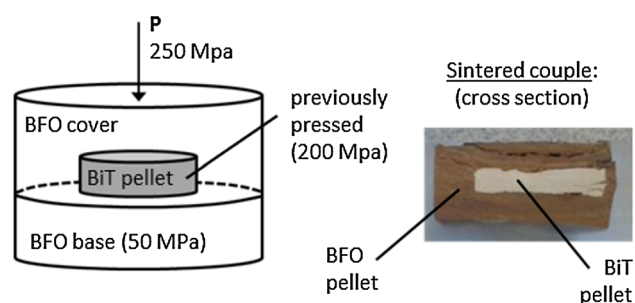 P
250 Mpa
BFO cover
BiT pellet
BFO base (50 MPa)
previously
pressed
(200 Mpa)
Sintered couple:
(cross section)
BFO
pellet
BiT
pellet